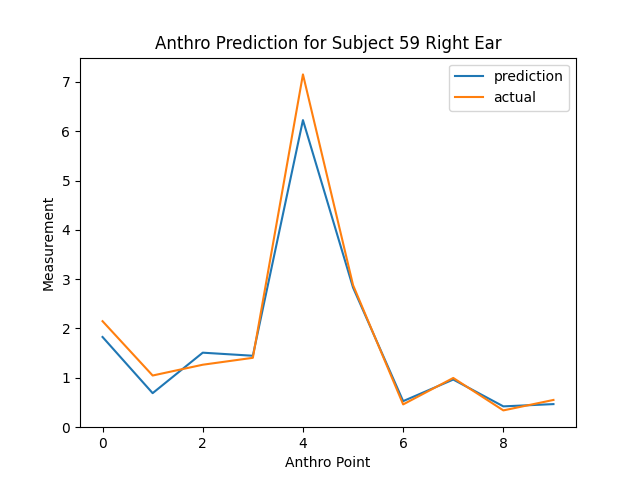 Anthro Prediction for Subject 59 Right Ear
prediction
actual
7
6
5
4
3
2
1
0
Measurement
0 2 4 6 8
Anthro Point